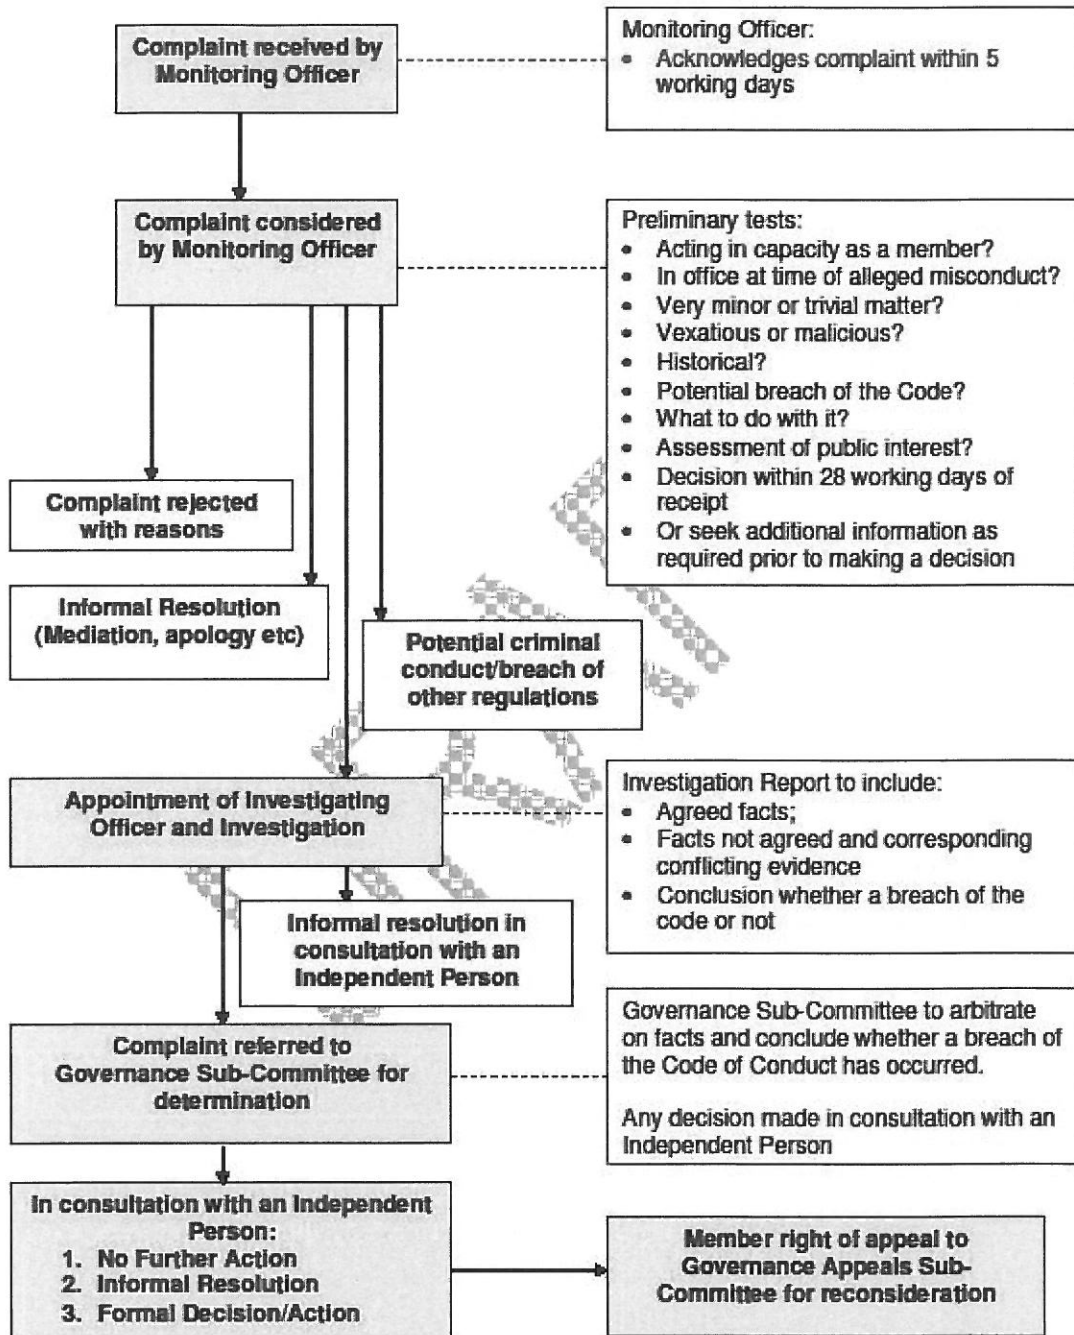 Complaint received by
Monitoring Officer
Monitoring Officer:
• Acknowledges complaint within 5
working days
Complaint considered
by Monitoring Officer
Preliminary tests:
• Acting in capacity as a member?
• In office at time of alleged misconduct?
• Very minor or trivial matter?
• Vexatious or malicious?
• Historical?
• Potential breach of the Code?
• What to do with it?
• Assessment of public interest?
• Decision within 28 working days of
receipt
• Or seek additional information as
required prior to making a decision
Complaint rejected
with reasons
Informal Resolution
(Mediation, apology etc)
Potential criminal
conduct/breach of
other regulations
Appointment of Investigating
Officer and Investigation
Investigation Report to include:
• Agreed facts;
• Facts not agreed and corresponding
conflicting evidence
• Conclusion whether a breach of the
code or not
Informal resolution in
consultation with an
Independent Person
Complaint referred to
Governance Sub-Committee for
determination
Governance Sub-Committee to arbitrate
on facts and conclude whether a breach of
the Code of Conduct has occurred.
Any decision made in consultation with an
Independent Person
In consultation with an Independent
Person:
1. No Further Action
2. Informal Resolution
3. Formal Decision/Action
Member right of appeal to
Governance Appeals Sub-
Committee for reconsideration